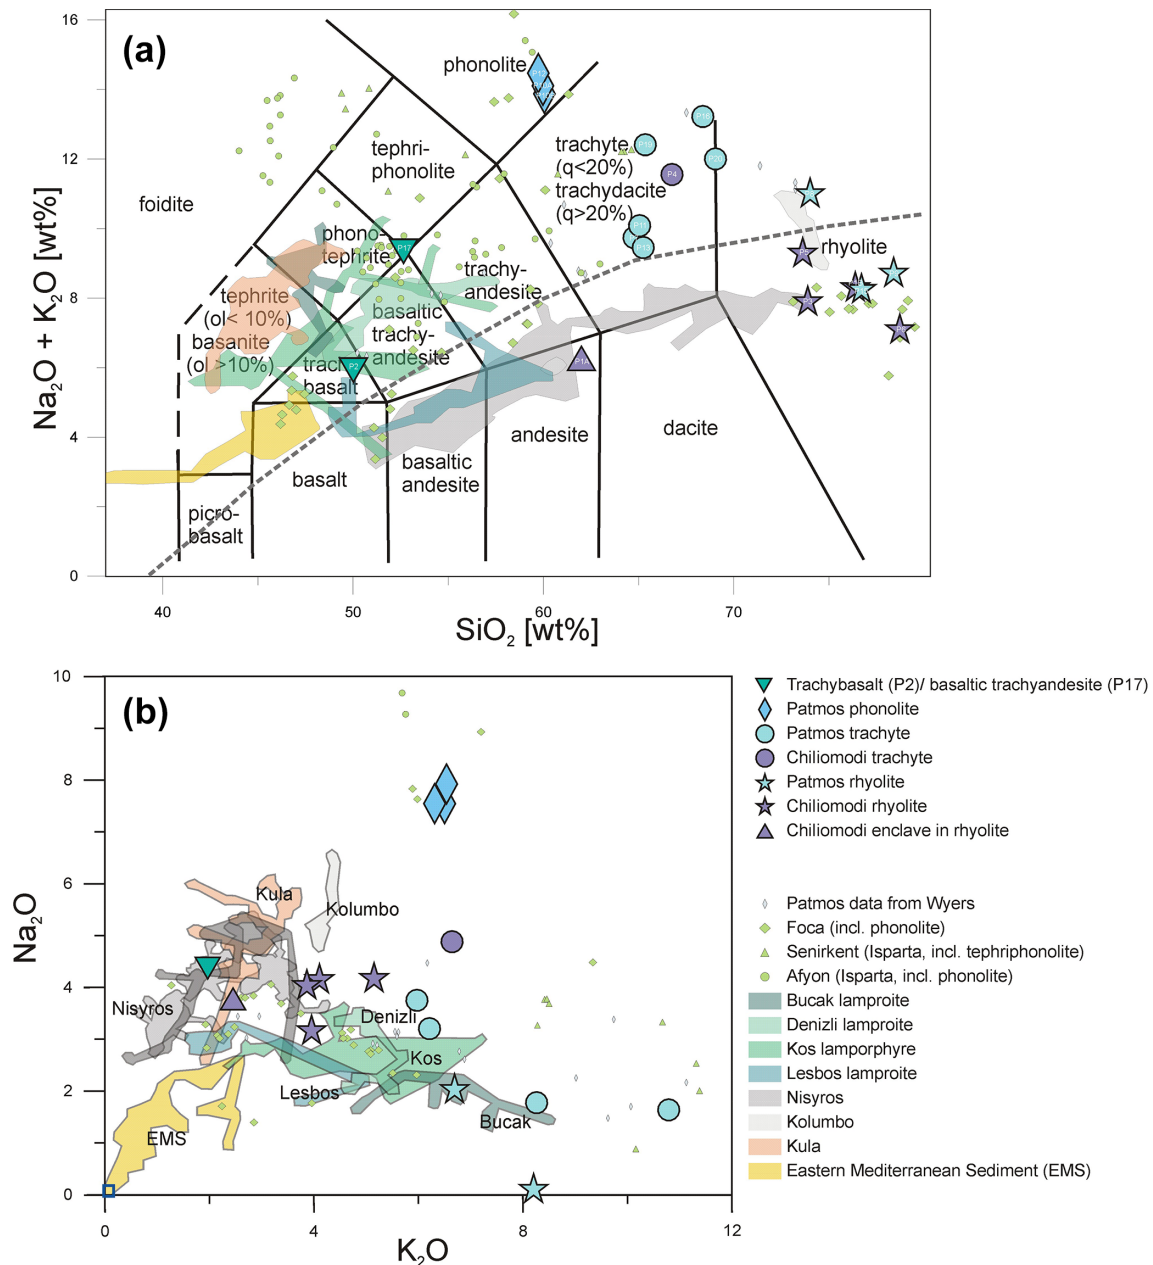 (a)
Na2O + K2O [wt%]
16
12
8
4
0
40
50
60
70
SiO2 [wt%]
phonolite
P12
tephri-
phonolite
trachyte
(q<20%)
trachydacite
(q>20%)
P4
foidite
phono-
tephrite
P17
trachy-
andesite
rhyolite
tephrite
(ol< 10%)
basanite
(ol >10%)
basaltic
trachy-
andesite
trachy-
basalt
P2
P1A
andesite
dacite
basaltic
andesite
basalt
picro-
basalt
(b)
Na2O
10
8
6
4
2
0
0
4
8
12
K2O
Kula
Kolumbo
Nisyros
Denizli
Kos
Lesbos
Bucak
EMS
Trachybasalt (P2)/ basaltic trachyandesite (P17)
Patmos phonolite
Patmos trachyte
Chiliomodi trachyte
Patmos rhyolite
Chiliomodi rhyolite
Chiliomodi enclave in rhyolite
Patmos data from Wyers
Foca (incl. phonolite)
Senirkent (Isparta, incl. tephriphonolite)
Afyon (Isparta, incl. phonolite)
Bucak lamproite
Denizli lamproite
Kos lamporphyre
Lesbos lamproite
Nisyros
Kolumbo
Kula
Eastern Mediterranean Sediment (EMS)